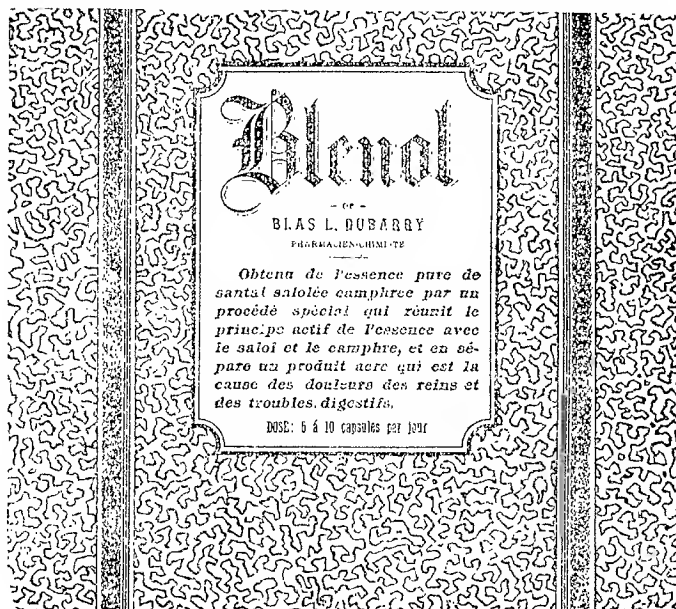 Blenol
- DE -
BLAS L. DUBARRY
PHARMACIEN-CHIMISTE
Obtenu de l'essence pure de
santal salolée camphrée par un
procédé spécial qui réunit le
principe actif de l'essence avec
le salol et le camphre, et en sé-
pare un produit acre qui est la
cause des douleurs des reins et
des troubles digestifs.
DOSE: 6 á 10 capsules par jour